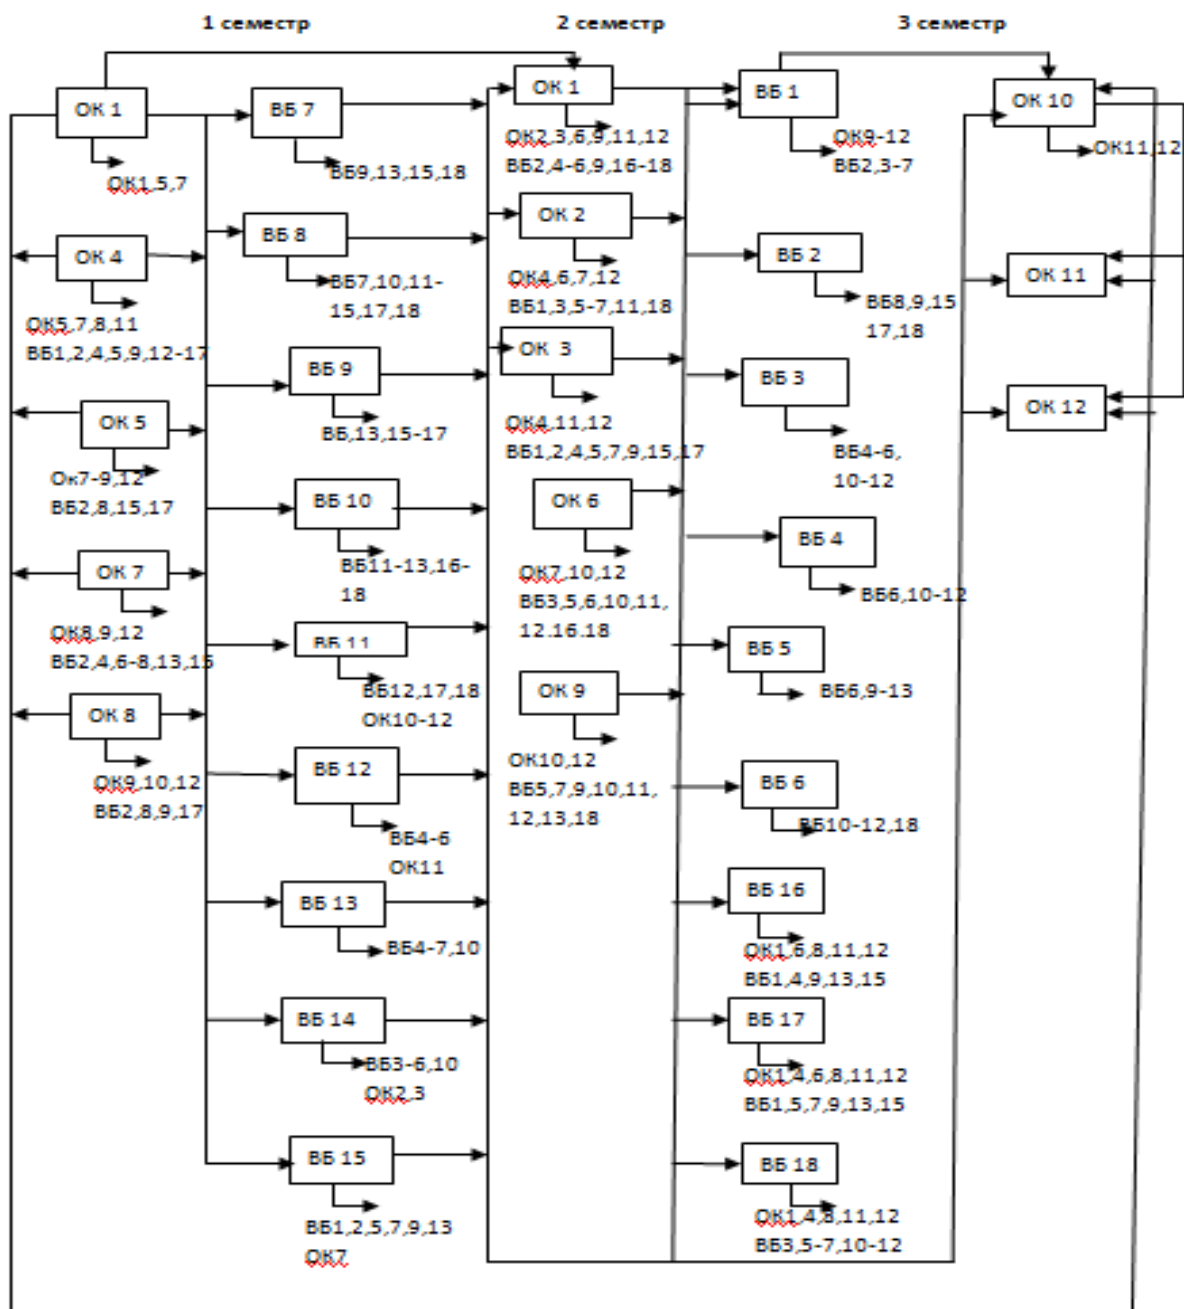 1 семестр
2 семестр
3 семестр
ОК 1
ОК1,5,7
ОК 4
ОК5,7,8,11
ВБ1,2,4,5,9,12-17
ОК 5
Ок7-9,12
ВБ2,8,15,17
ОК 7
ОК8,9,12
ВБ2,4,6-8,13,15
ОК 8
ОК9,10,12
ВБ2,8,9,17
ВБ 7
ВБ9,13,15,18
ВБ 8
ВБ7,10,11-
15,17,18
ВБ 9
ВБ,13,15-17
ВБ 10
ВБ11-13,16-
18
ВБ 11
ВБ12,17,18
ОК10-12
ВБ 12
ВБ4-6
ОК11
ВБ 13
ВБ4-7,10
ВБ 14
ВБ3-6,10
ОК2,3
ВБ 15
ВБ1,2,5,7,9,13
ОК7
ОК 1
ОК2,3,6,9,11,12
ВБ2,4-6,9,16-18
ОК 2
ОК4,6,7,12
ВБ1,3,5-7,11,18
ОК 3
ОК4,11,12
ВБ1,2,4,5,7,9,15,17
ОК 6
ОК7,10,12
ВБ3,5,6,10,11,
12.16.18
ОК 9
ОК10,12
ВБ5,7,9,10,11,
12,13,18
ВБ 1
ОК9-12
ВБ2,3-7
ВБ 2
ВБ8,9,15
17,18
ВБ 3
ВБ4-6,
10-12
ВБ 4
ВБ6,10-12
ВБ 5
ВБ6,9-13
ВБ 6
ВБ10-12,18
ВБ 16
ОК1,6,8,11,12
ВБ1,4,9,13,15
ВБ 17
ОК1,4,6,8,11,12
ВБ1,5,7,9,13,15
ВБ 18
ОК1,4,8,11,12
ВБ3,5-7,10-12
ОК 10
ОК11,12
ОК 11
ОК 12